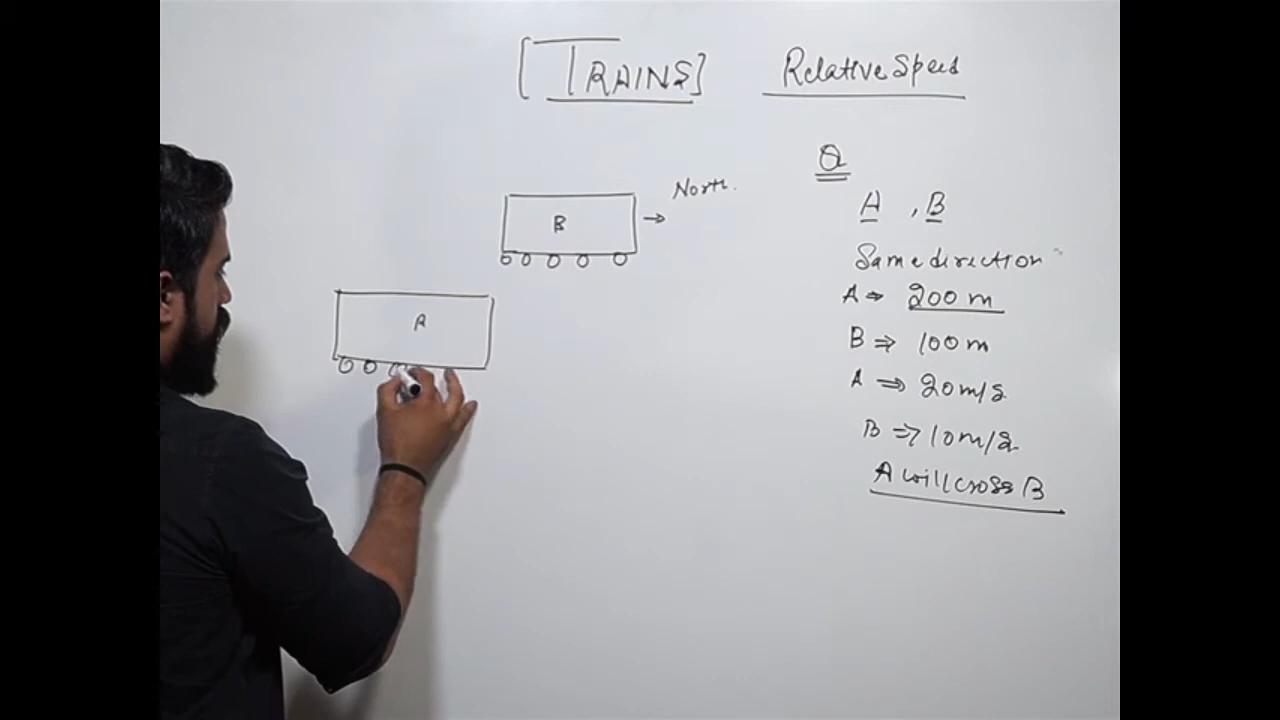 [TRAINS] Relative Speed
North.
B
A
Q
A , B
Same direction
A ⇒ 200 m
B ⇒ 100 m
A ⇒ 20 m/s
B ⇒ 10 m/s
A will cross B